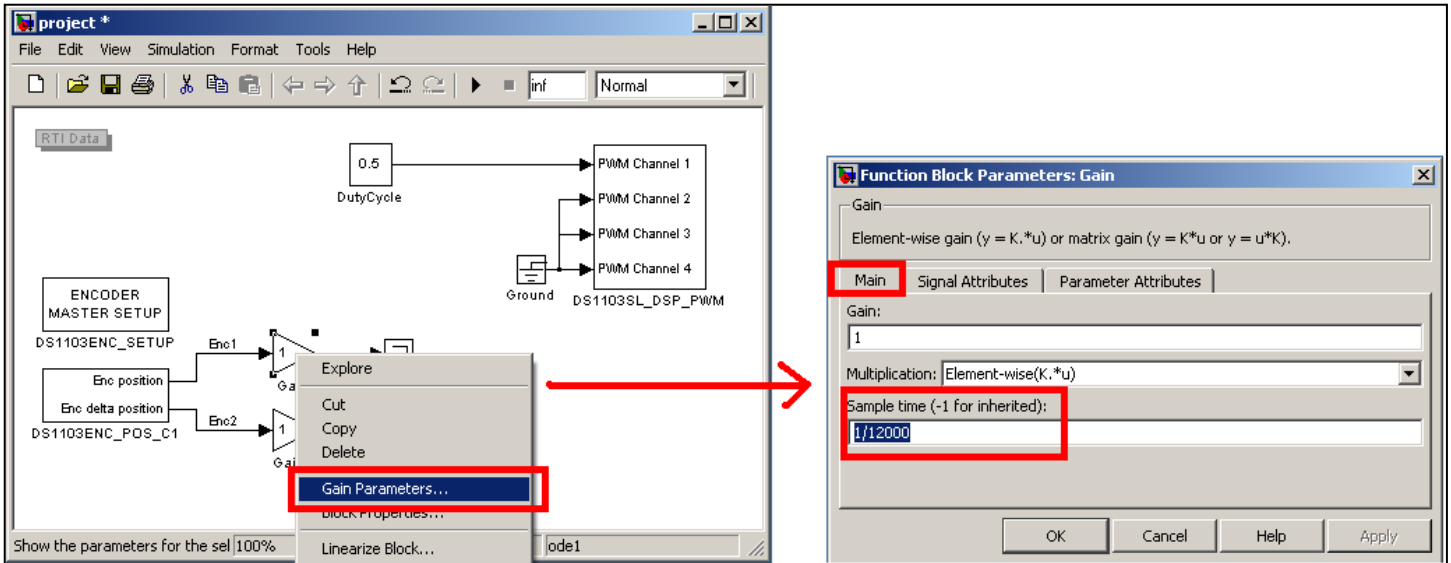 project *
File Edit View Simulation Format Tools Help
inf Normal
RTI Data
0.5
DutyCycle
PWM Channel 1
PWM Channel 2
PWM Channel 3
PWM Channel 4
Ground
DS1103SL_DSP_PWM
ENCODER
MASTER SETUP
DS1103ENC_SETUP
Enc position
Enc delta position
DS1103ENC_POS_C1
Enc1
1
Ga
Enc2
1
Gai
Explore
Cut
Copy
Delete
Gain Parameters...
Block Properties...
Linearize Block...
Show the parameters for the sel 100% ode1
Function Block Parameters: Gain
Gain
Element-wise gain (y = K.*u) or matrix gain (y = K*u or y = u*K).
Main Signal Attributes Parameter Attributes
Gain:
1
Multiplication: Element-wise(K.*u)
Sample time (-1 for inherited):
1/12000
OK Cancel Help Apply